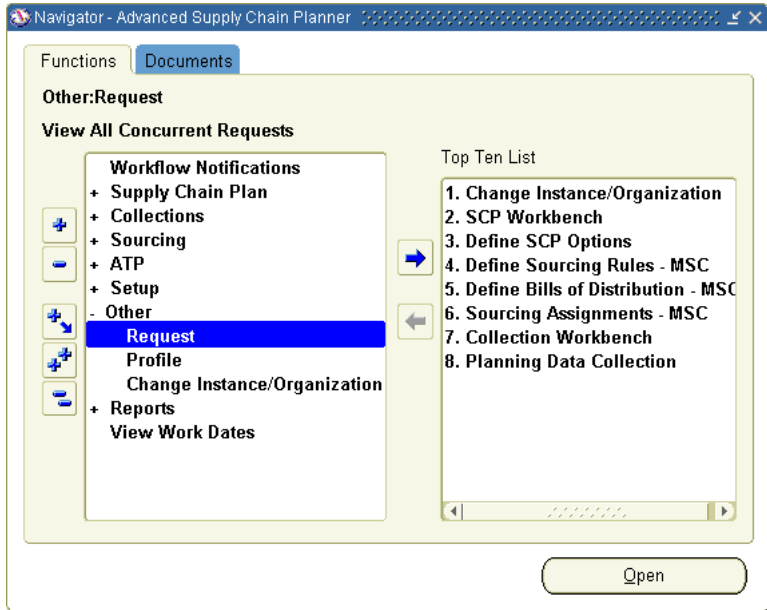 Navigator - Advanced Supply Chain Planner
Functions
Documents
Other:Request
View All Concurrent Requests
Workflow Notifications
+ Supply Chain Plan
+ Collections
+ Sourcing
+ ATP
+ Setup
- Other
Request
Profile
Change Instance/Organization
+ Reports
View Work Dates
Top Ten List
1. Change Instance/Organization
2. SCP Workbench
3. Define SCP Options
4. Define Sourcing Rules - MSC
5. Define Bills of Distribution - MSC
6. Sourcing Assignments - MSC
7. Collection Workbench
8. Planning Data Collection
Open